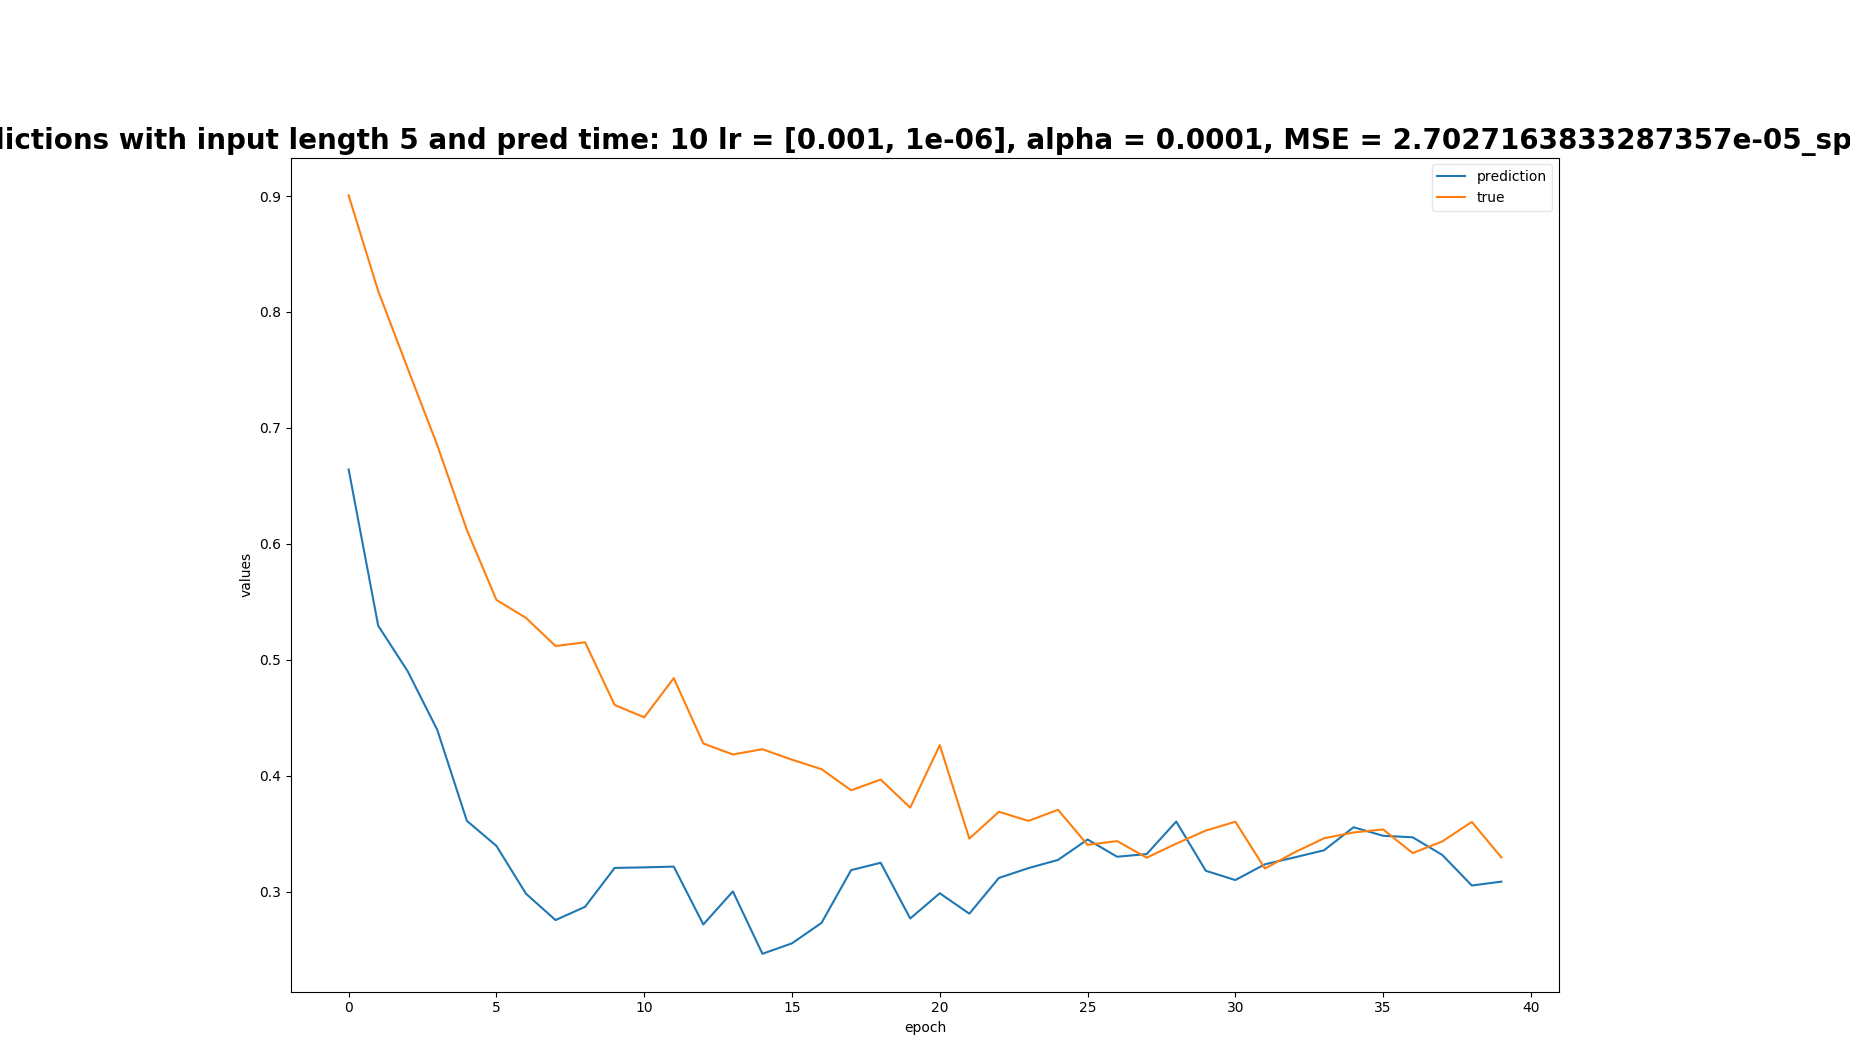 dictions with input length 5 and pred time: 10 lr = [0.001, 1e-06], alpha = 0.0001, MSE = 2.7027163833287357e-05_sp
prediction
true
0.9
0.8
0.7
0.6
0.5
0.4
0.3
values
0 5 10 15 20 25 30 35 40
epoch